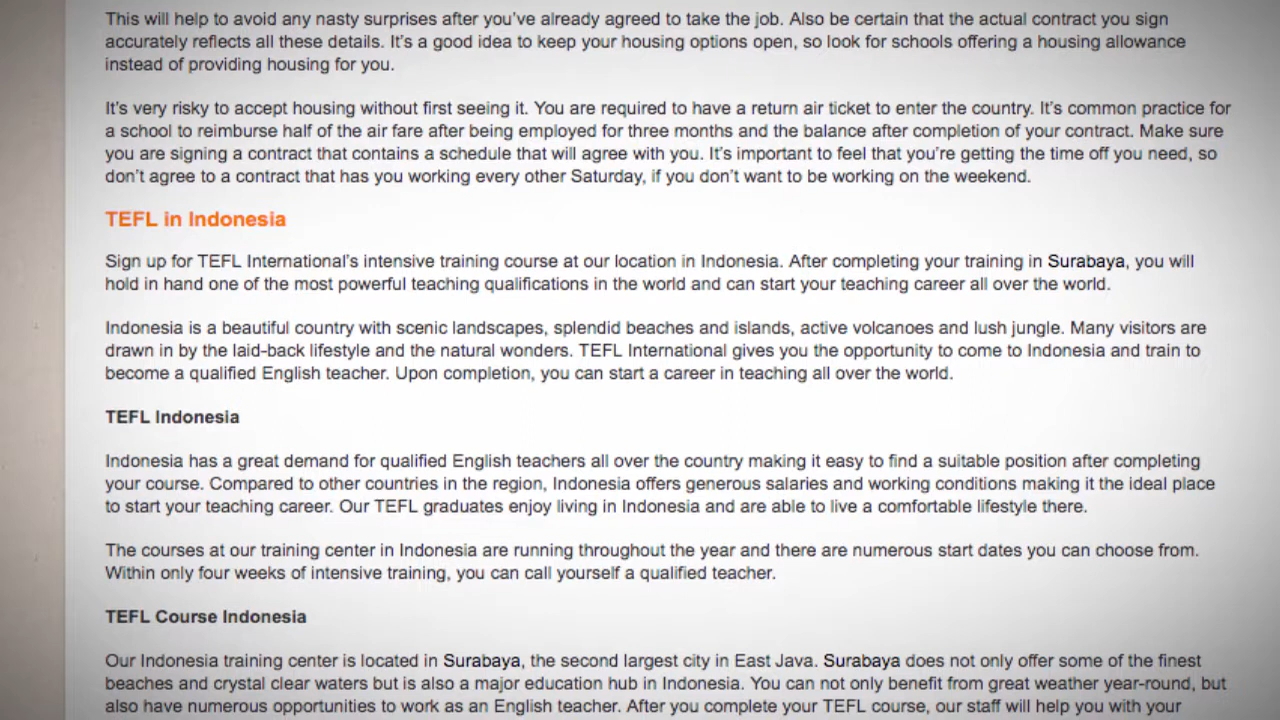 This will help to avoid any nasty surprises after you’ve already agreed to take the job. Also be certain that the actual contract you sign
accurately reflects all these details. It’s a good idea to keep your housing options open, so look for schools offering a housing allowance
instead of providing housing for you.
It’s very risky to accept housing without first seeing it. You are required to have a return air ticket to enter the country. It’s common practice for
a school to reimburse half of the air fare after being employed for three months and the balance after completion of your contract. Make sure
you are signing a contract that contains a schedule that will agree with you. It’s important to feel that you’re getting the time off you need, so
don’t agree to a contract that has you working every other Saturday, if you don’t want to be working on the weekend.
TEFL in Indonesia
Sign up for TEFL International’s intensive training course at our location in Indonesia. After completing your training in Surabaya, you will
hold in hand one of the most powerful teaching qualifications in the world and can start your teaching career all over the world.
Indonesia is a beautiful country with scenic landscapes, splendid beaches and islands, active volcanoes and lush jungle. Many visitors are
drawn in by the laid-back lifestyle and the natural wonders. TEFL International gives you the opportunity to come to Indonesia and train to
become a qualified English teacher. Upon completion, you can start a career in teaching all over the world.
TEFL Indonesia
Indonesia has a great demand for qualified English teachers all over the country making it easy to find a suitable position after completing
your course. Compared to other countries in the region, Indonesia offers generous salaries and working conditions making it the ideal place
to start your teaching career. Our TEFL graduates enjoy living in Indonesia and are able to live a comfortable lifestyle there.
The courses at our training center in Indonesia are running throughout the year and there are numerous start dates you can choose from.
Within only four weeks of intensive training, you can call yourself a qualified teacher.
TEFL Course Indonesia
Our Indonesia training center is located in Surabaya, the second largest city in East Java. Surabaya does not only offer some of the finest
beaches and crystal clear waters but is also a major education hub in Indonesia. You can not only benefit from great weather year-round, but
also have numerous opportunities to work as an English teacher. After you complete your TEFL course, our staff will help you with your